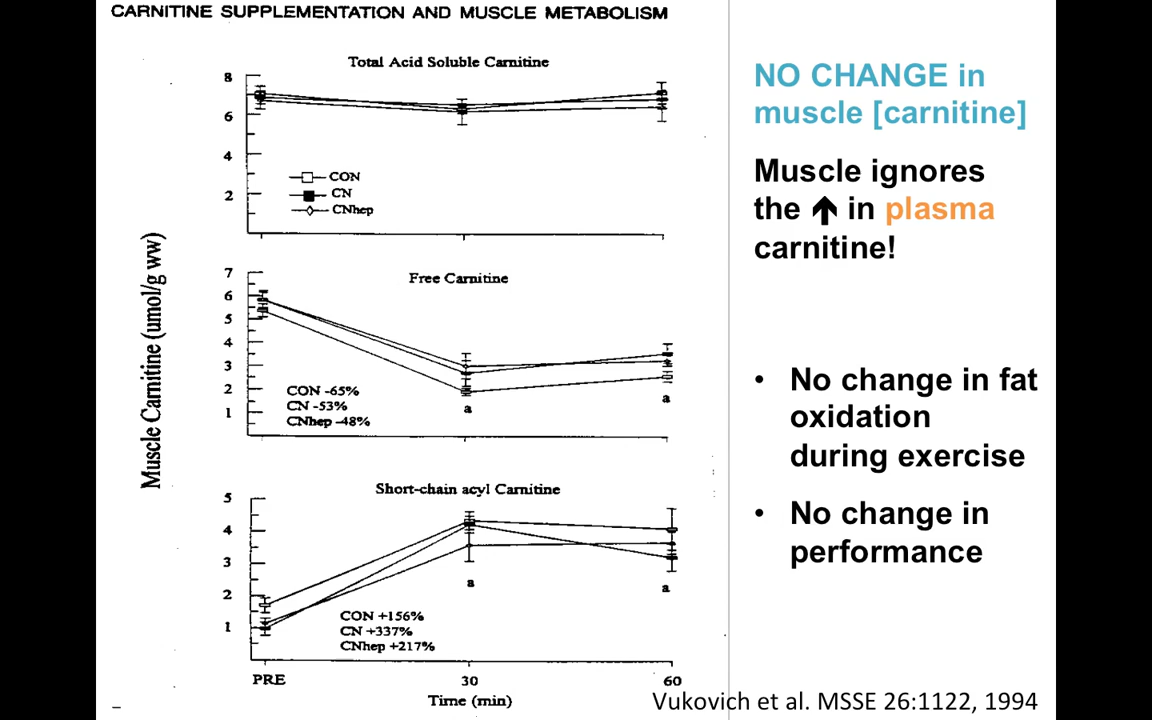 CARNITINE SUPPLEMENTATION AND MUSCLE METABOLISM
Total Acid Soluble Carnitine
8
6
4
2
CON
CN
CNhep
Muscle Carnitine (umol/g ww)
Free Carnitine
7
6
5
4
3
2
1
CON -65%
CN -53%
CNhep -48%
a
a
Short-chain acyl Carnitine
5
4
3
2
1
a
a
CON +156%
CN +337%
CNhep +217%
PRE
30
60
Time (min)
NO CHANGE in
muscle [carnitine]
Muscle ignores
the ↑ in plasma
carnitine!
• No change in fat
oxidation
during exercise
• No change in
performance
Vukovich et al. MSSE 26:1122, 1994